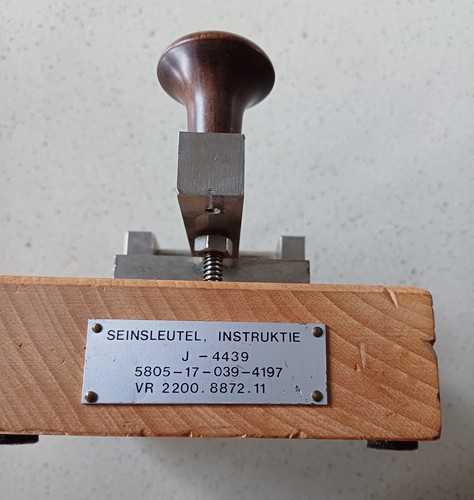 SEINSLEUTEL, INSTRUKTIE
J - 4439
5805-17-039-4197
VR 2200.8872.11